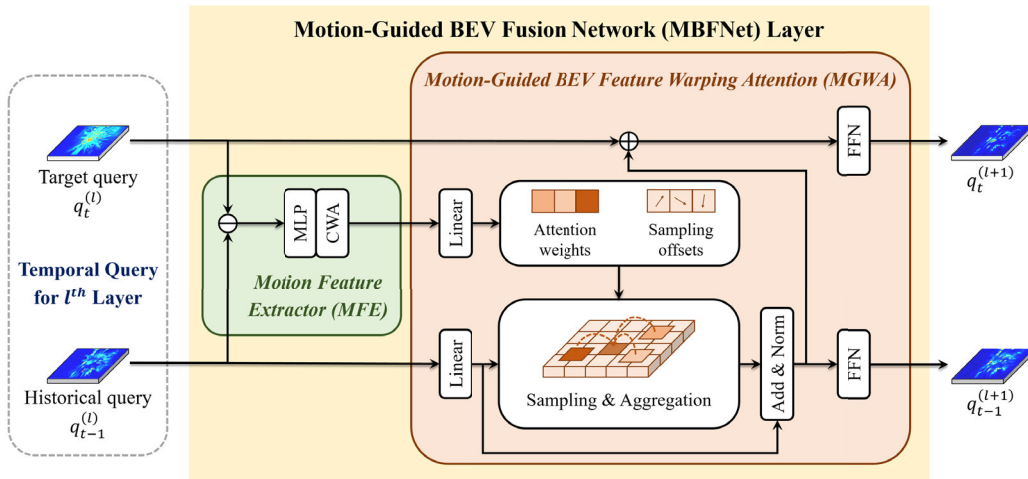 Motion-Guided BEV Fusion Network (MBFNet) Layer
Motion-Guided BEV Feature Warping Attention (MGWA)
Target query
q_t^{(l)}
Temporal Query
for l^{th} Layer
Historical query
q_{t-1}^{(l)}
MLP
CWA
Motion Feature
Extractor (MFE)
Linear
Attention
weights
Sampling
offsets
Linear
Sampling & Aggregation
Add & Norm
FFN
FFN
q_t^{(l+1)}
q_{t-1}^{(l+1)}